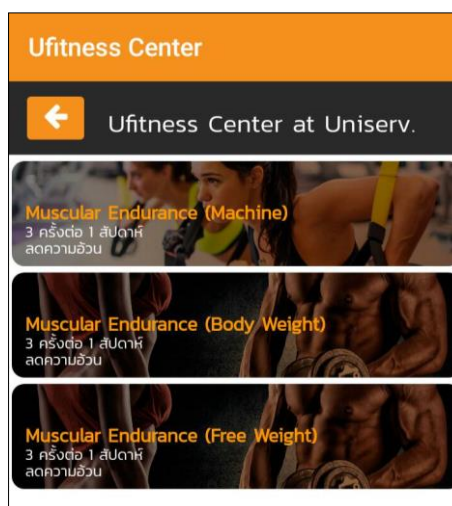 Ufitness Center
Ufitness Center at Uniserv.
Muscular Endurance (Machine)
3 ครั้งต่อ 1 สัปดาห์
ลดความอ้วน
Muscular Endurance (Body Weight)
3 ครั้งต่อ 1 สัปดาห์
ลดความอ้วน
Muscular Endurance (Free Weight)
3 ครั้งต่อ 1 สัปดาห์
ลดความอ้วน